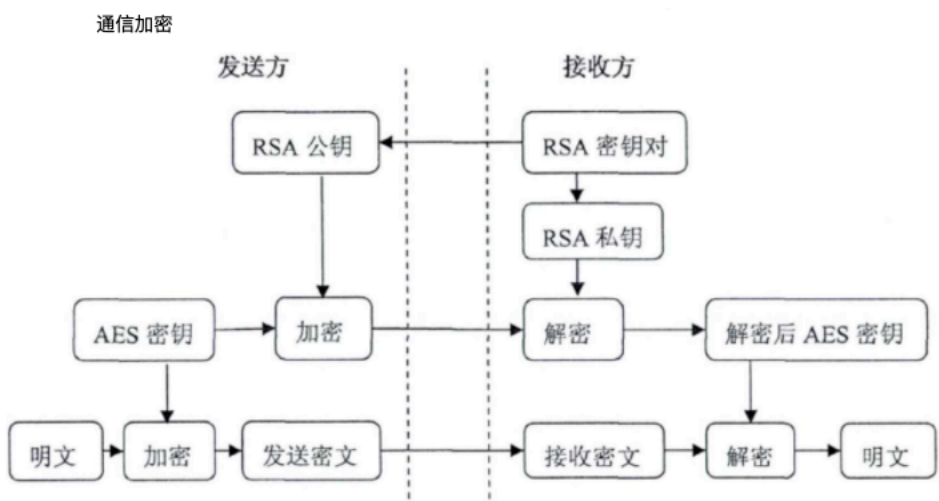 通信加密
发送方 接收方
RSA 公钥 RSA 密钥对
RSA 私钥
AES 密钥 加密 解密 解密后 AES 密钥
明文 加密 发送密文 接收密文 解密 明文